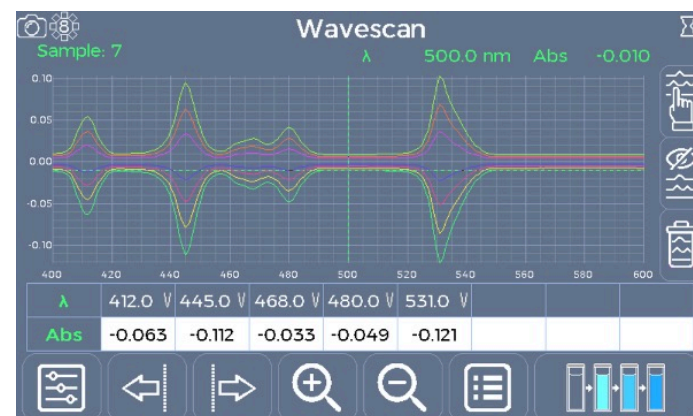 8 Wavescan
Sample: 7 λ 500.0 nm Abs -0.010
0.10
0.05
0.00
-0.05
-0.10
400 420 440 460 480 500 520 540 560 580 600
λ 412.0 V 445.0 V 468.0 V 480.0 V 531.0 V
Abs -0.063 -0.112 -0.033 -0.049 -0.121